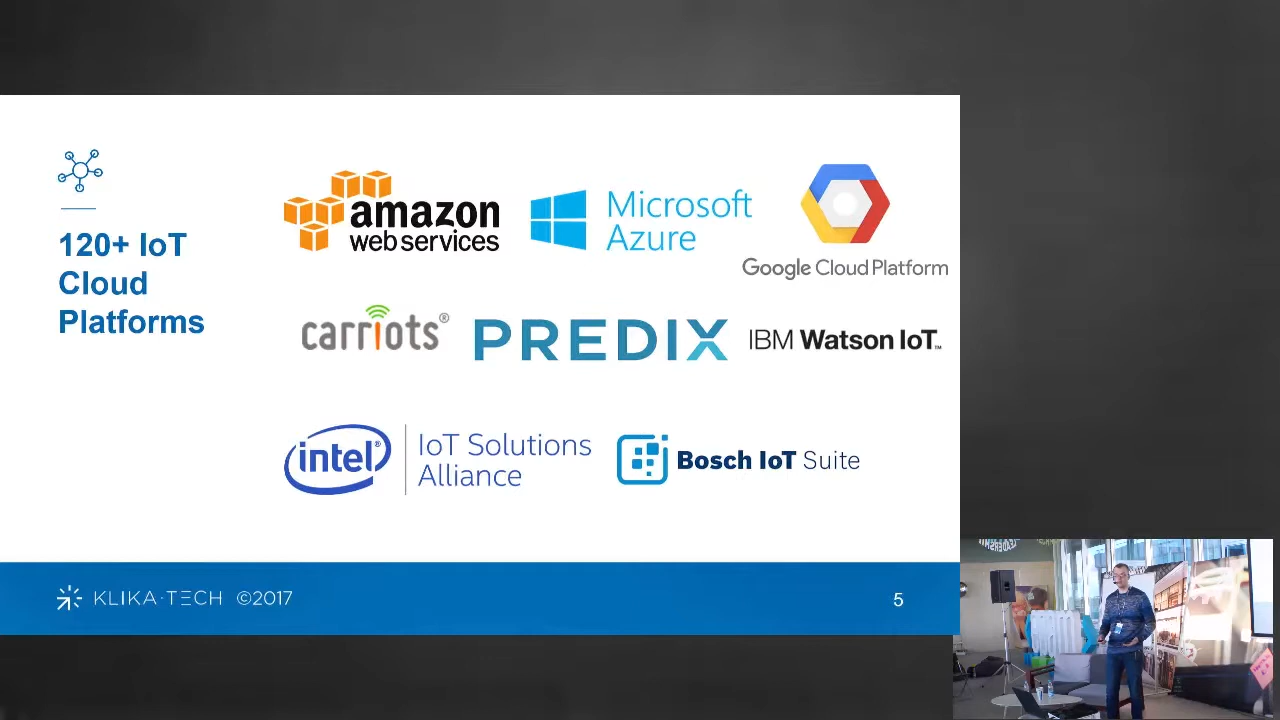 120+ IoT
Cloud
Platforms
amazon
web services
Microsoft
Azure
Google Cloud Platform
carriots®
PREDIX
IBM Watson IoT™
intel®
IoT Solutions
Alliance
Bosch IoT Suite
KLIKA·TECH ©2017
5